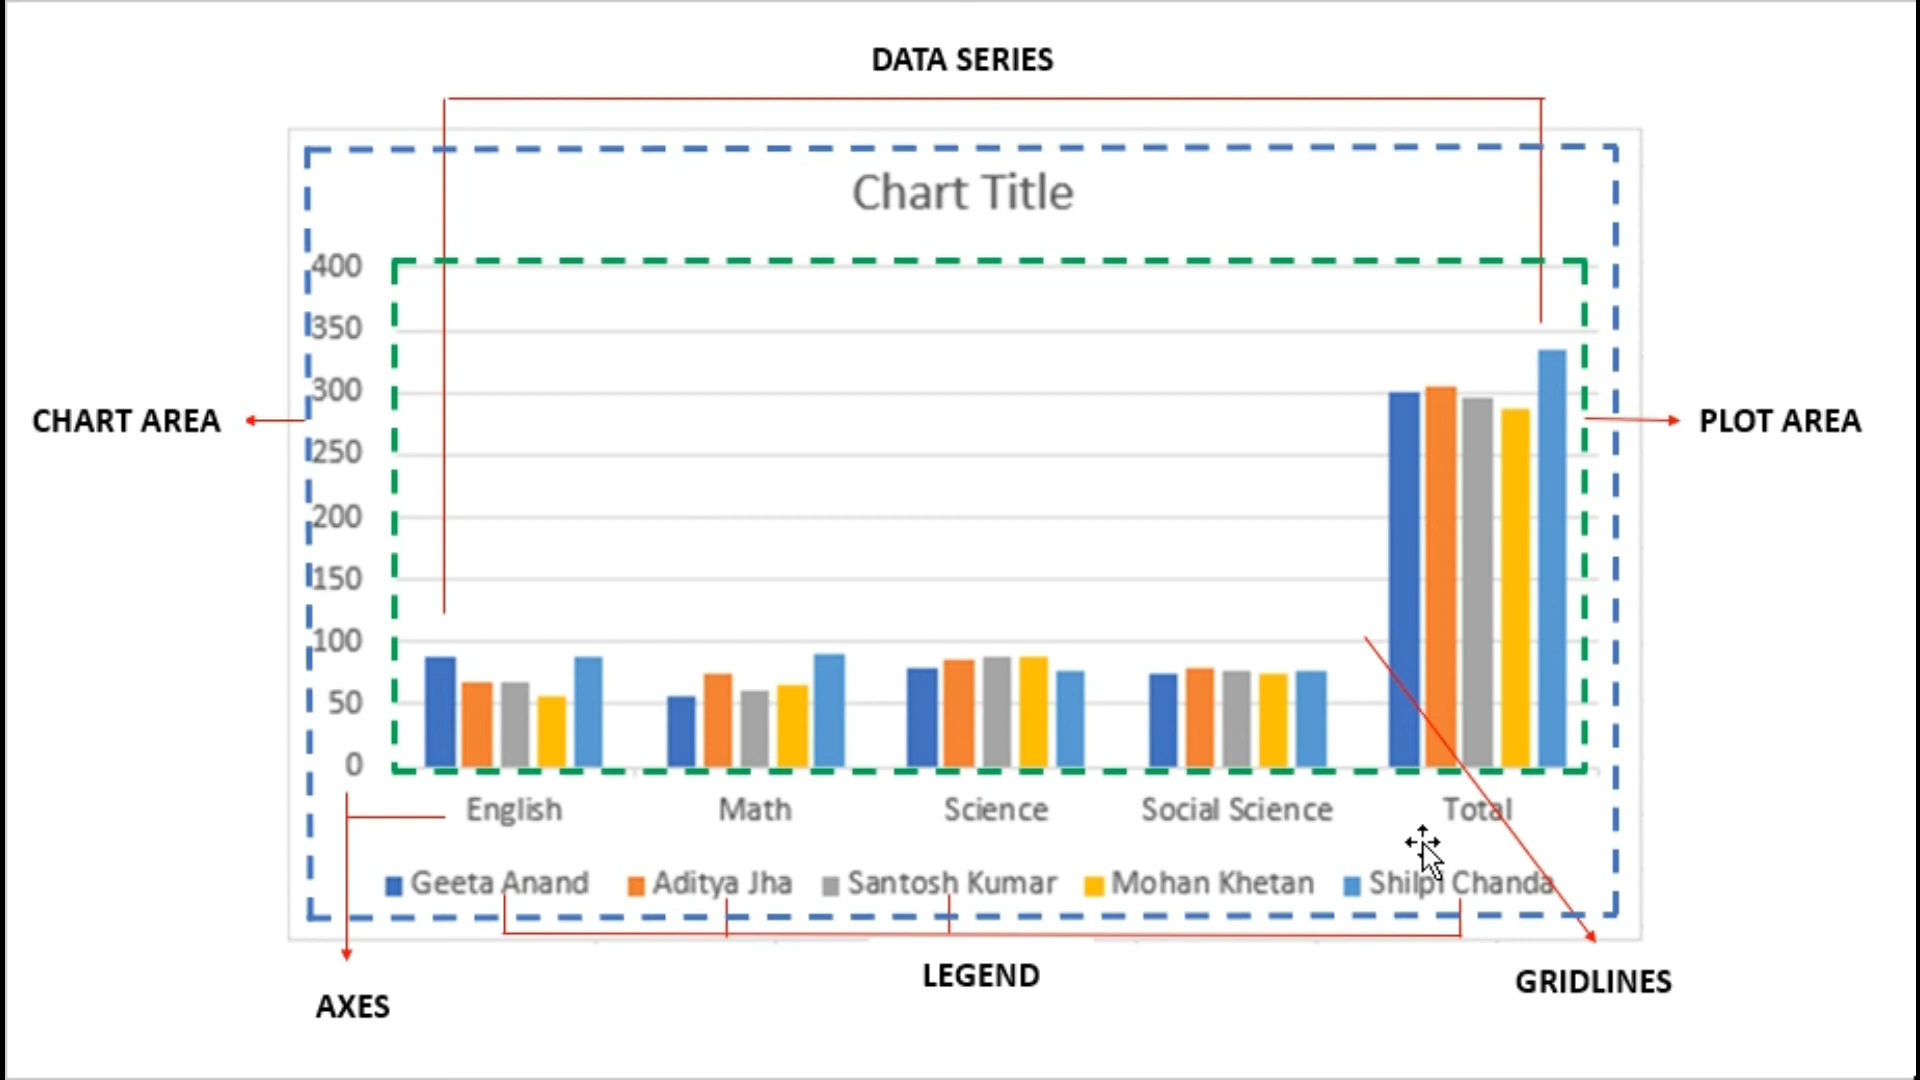 DATA SERIES
Chart Title
400
350
300
CHART AREA
PLOT AREA
250
200
150
100
50
0
English Math Science Social Science Total
Geeta Anand Aditya Jha Santosh Kumar Mohan Khetan Shilpi Chanda
LEGEND
GRIDLINES
AXES